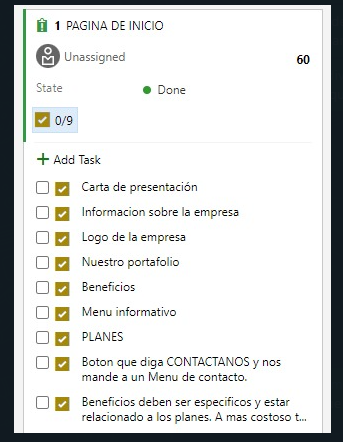 1 PAGINA DE INICIO
Unassigned 60
State Done
0/9
+ Add Task
Carta de presentación
Informacion sobre la empresa
Logo de la empresa
Nuestro portafolio
Beneficios
Menu informativo
PLANES
Boton que diga CONTACTANOS y nos
mande a un Menu de contacto.
Beneficios deben ser especificos y estar
relacionado a los planes. A mas costoso t...